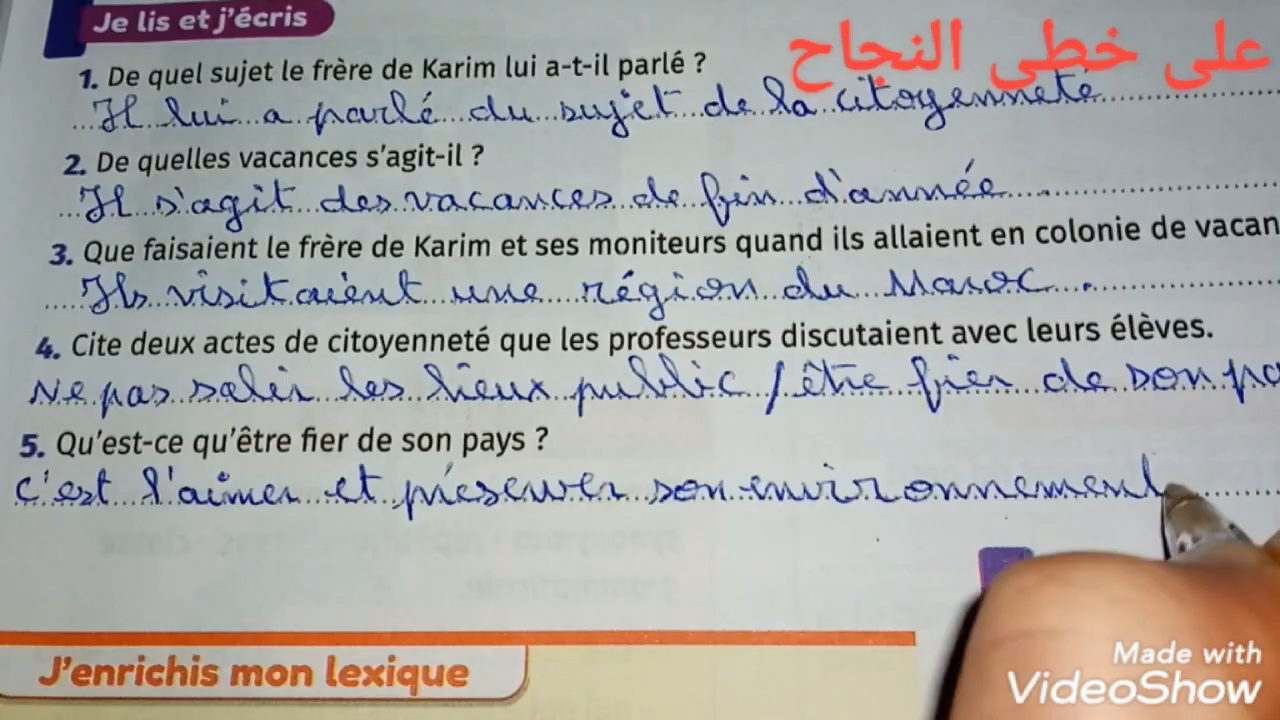 Je lis et j'écris
على خطى النجاح
1. De quel sujet le frère de Karim lui a-t-il parlé ?
Il lui a parlé du sujet de la citoyenneté
2. De quelles vacances s'agit-il ?
Il s'agit des vacances de fin d'année
3. Que faisaient le frère de Karim et ses moniteurs quand ils allaient en colonie de vacan
Ils visitaient une région du Maroc.
4. Cite deux actes de citoyenneté que les professeurs discutaient avec leurs élèves.
Ne pas salir les lieux public / être fier de son pa
5. Qu'est-ce qu'être fier de son pays ?
c'est l'aimer et préserver son environnement
J'enrichis mon lexique
Made with
VideoShow